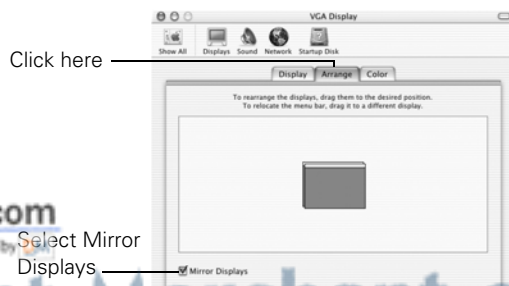 VGA Display
Show All Displays Sound Network Startup Disk
Click here
Display Arrange Color
To rearrange the displays, drag them to the desired position.
To relocate the menu bar, drag it to a different display.
com
by
Select Mirror
Displays
Mirror Displays